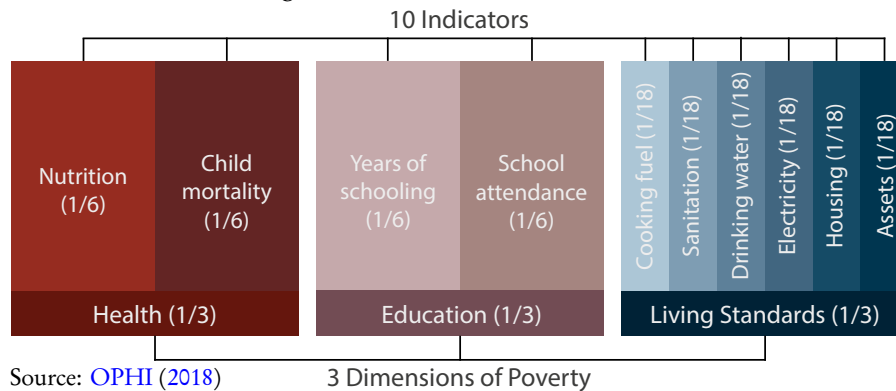 10 Indicators
Nutrition
(1/6)
Child
mortality
(1/6)
Years of
schooling
(1/6)
School
attendance
(1/6)
Cooking fuel (1/18)
Sanitation (1/18)
Drinking water (1/18)
Electricity (1/18)
Housing (1/18)
Assets (1/18)
Health (1/3)
Education (1/3)
Living Standards (1/3)
Source: OPHI (2018)
3 Dimensions of Poverty